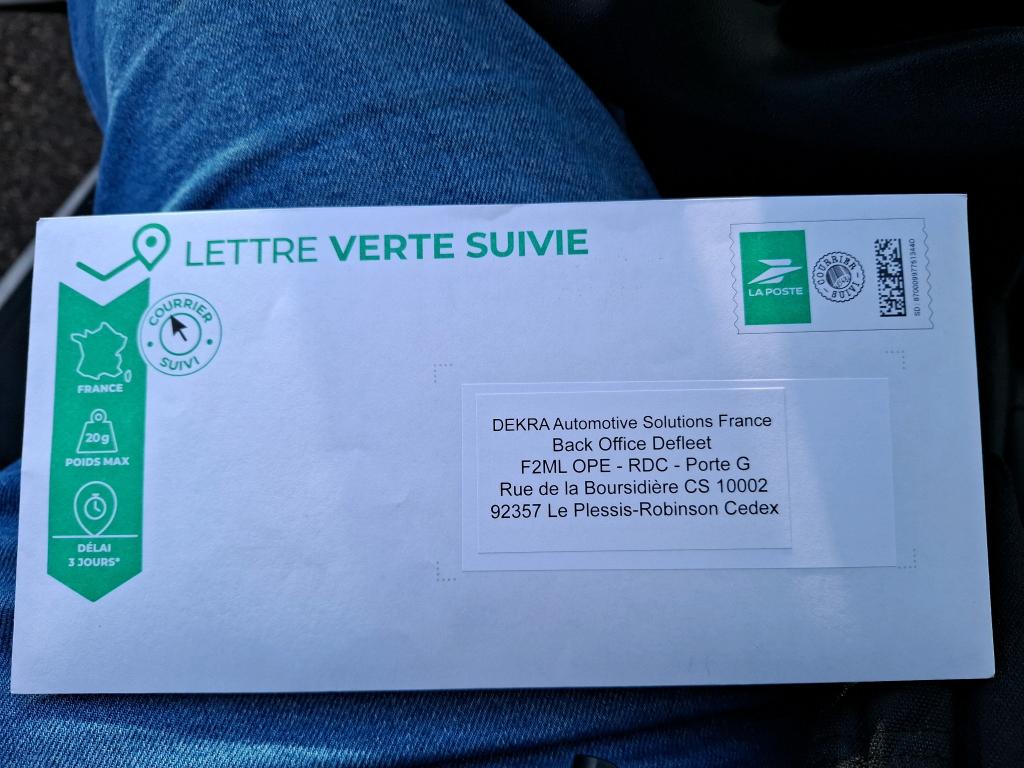 LETTRE VERTE SUIVIE
COURRIER
SUIVI
FRANCE
20g
POIDS MAX
DÉLAI
3 JOURS*
LA POSTE
COURRIER
SUIVI
DEKRA Automotive Solutions France
Back Office Defleet
F2ML OPE - RDC - Porte G
Rue de la Boursidière CS 10002
92357 Le Plessis-Robinson Cedex